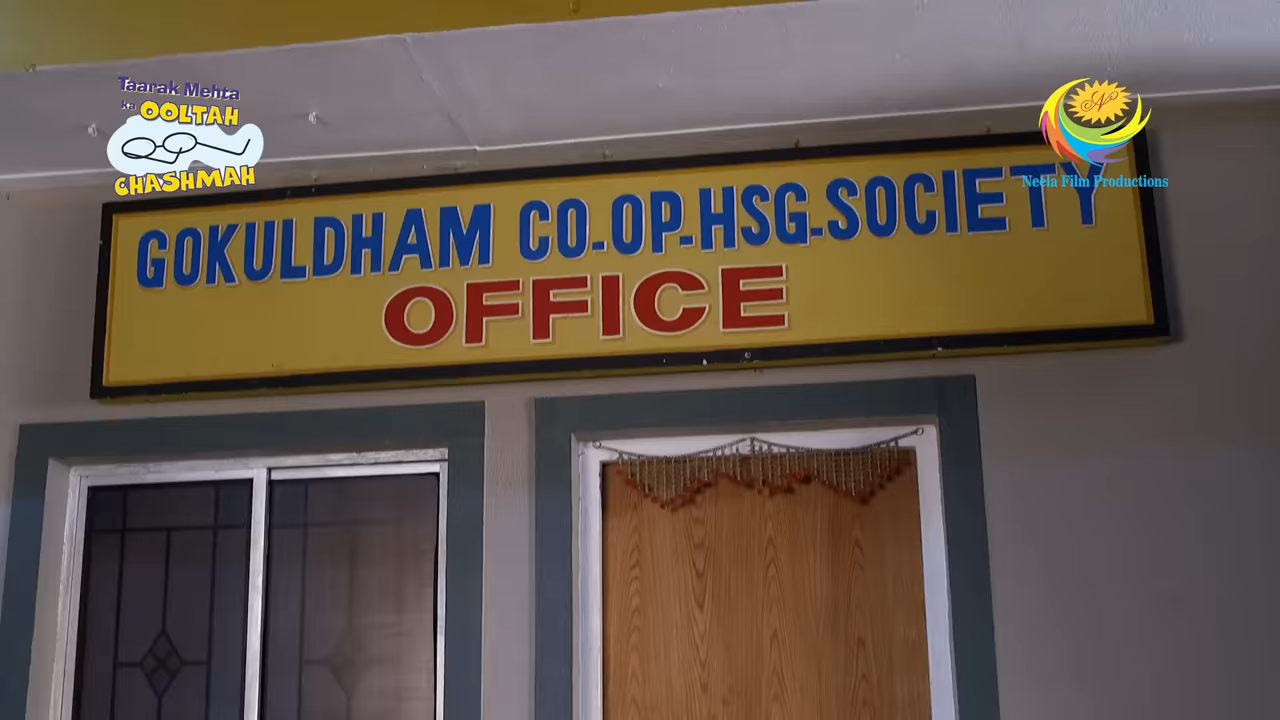 Taarak Mehta
ka OOLTAH
CHASHMAH
Neela Film Productions
GOKULDHAM CO.OP.HSG.SOCIETY
OFFICE